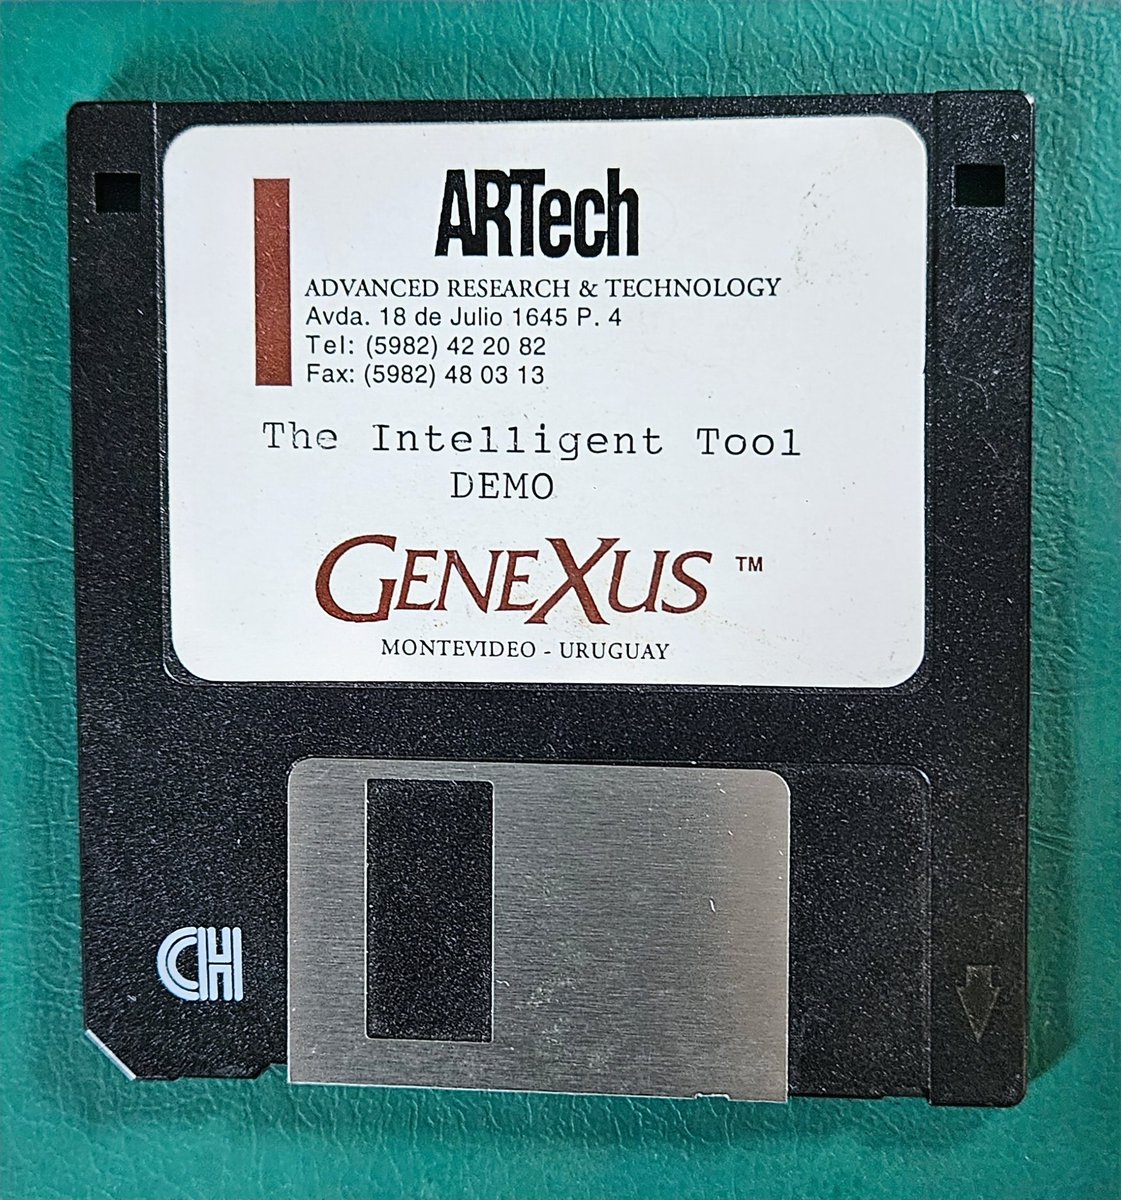 ARTech
ADVANCED RESEARCH & TECHNOLOGY
Avda. 18 de Julio 1645 P. 4
Tel: (5982) 42 20 82
Fax: (5982) 48 03 13
The Intelligent Tool
DEMO
GENEXUS ™
MONTEVIDEO - URUGUAY
CH